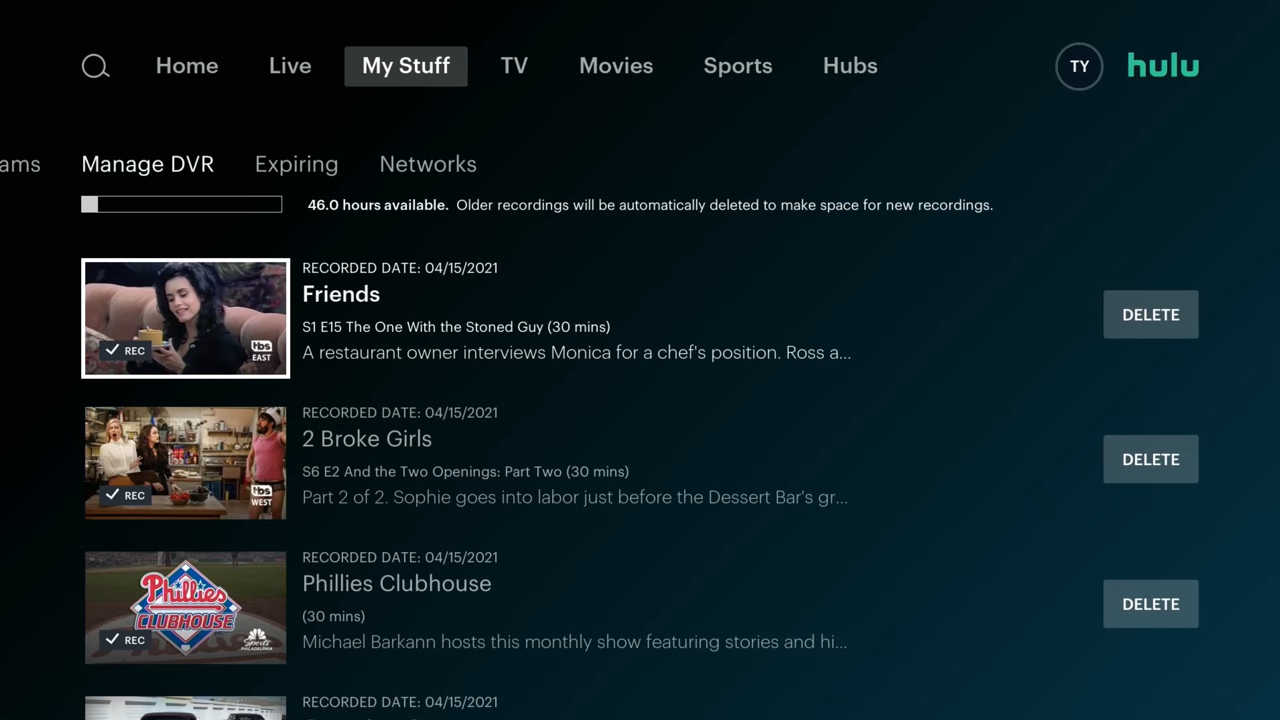 Home Live My Stuff TV Movies Sports Hubs TY hulu
ams Manage DVR Expiring Networks
46.0 hours available. Older recordings will be automatically deleted to make space for new recordings.
RECORDED DATE: 04/15/2021
Friends
S1 E15 The One With the Stoned Guy (30 mins)
A restaurant owner interviews Monica for a chef's position. Ross a...
REC
tbs
EAST
DELETE
RECORDED DATE: 04/15/2021
2 Broke Girls
S6 E2 And the Two Openings: Part Two (30 mins)
Part 2 of 2. Sophie goes into labor just before the Dessert Bar's gr...
REC
tbs
WEST
DELETE
RECORDED DATE: 04/15/2021
Phillies Clubhouse
(30 mins)
Michael Barkann hosts this monthly show featuring stories and hi...
Phillies
CLUBHOUSE
REC
Sports
PHILADELPHIA
DELETE
RECORDED DATE: 04/15/2021